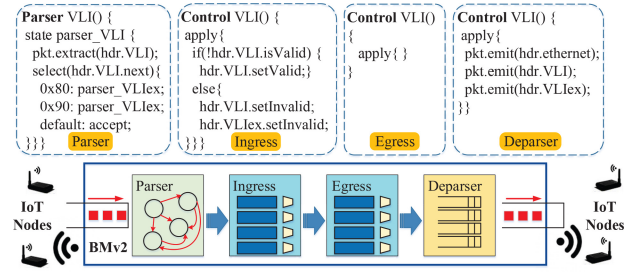 Parser VLI() {
state parser_VLI {
pkt.extract(hdr.VLI);
select(hdr.VLI.next){
0x80: parser_VLIex;
0x90: parser_VLIex;
default: accept;
}}}
Parser
Control VLI() {
apply{
if(!hdr.VLI.isValid) {
hdr.VLI.setValid;}
else{
hdr.VLI.setInvalid;
hdr.VLIex.setInvalid;
}}}
Ingress
Control VLI()
{
apply{ }
}
Egress
Control VLI() {
apply{
pkt.emit(hdr.ethernet);
pkt.emit(hdr.VLI);
pkt.emit(hdr.VLIex);
}}
Deparser
IoT
Nodes
BMv2
Parser
Ingress
Egress
Deparser
IoT
Nodes